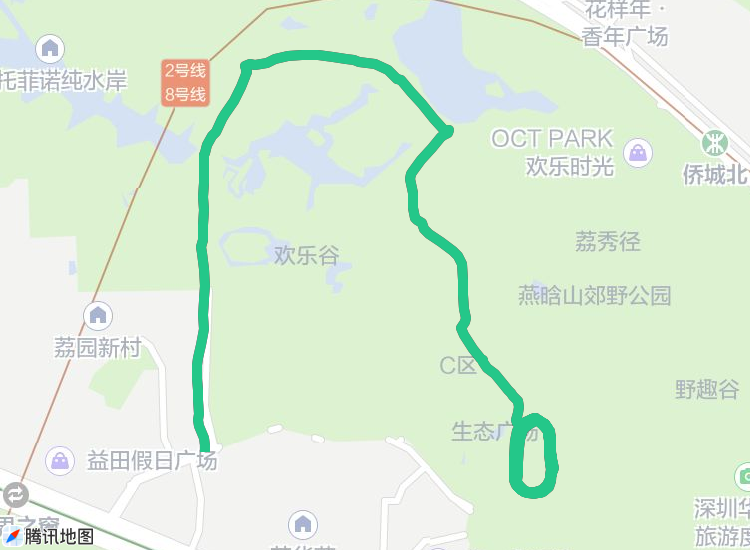 花样年·
香年广场
托菲诺纯水岸
2号线
8号线
OCT PARK
欢乐时光
侨城北
荔秀径
欢乐谷
燕晗山郊野公园
荔园新村
C区
野趣谷
生态广场
益田假日广场
深圳华
旅游度
界之窗
腾讯地图